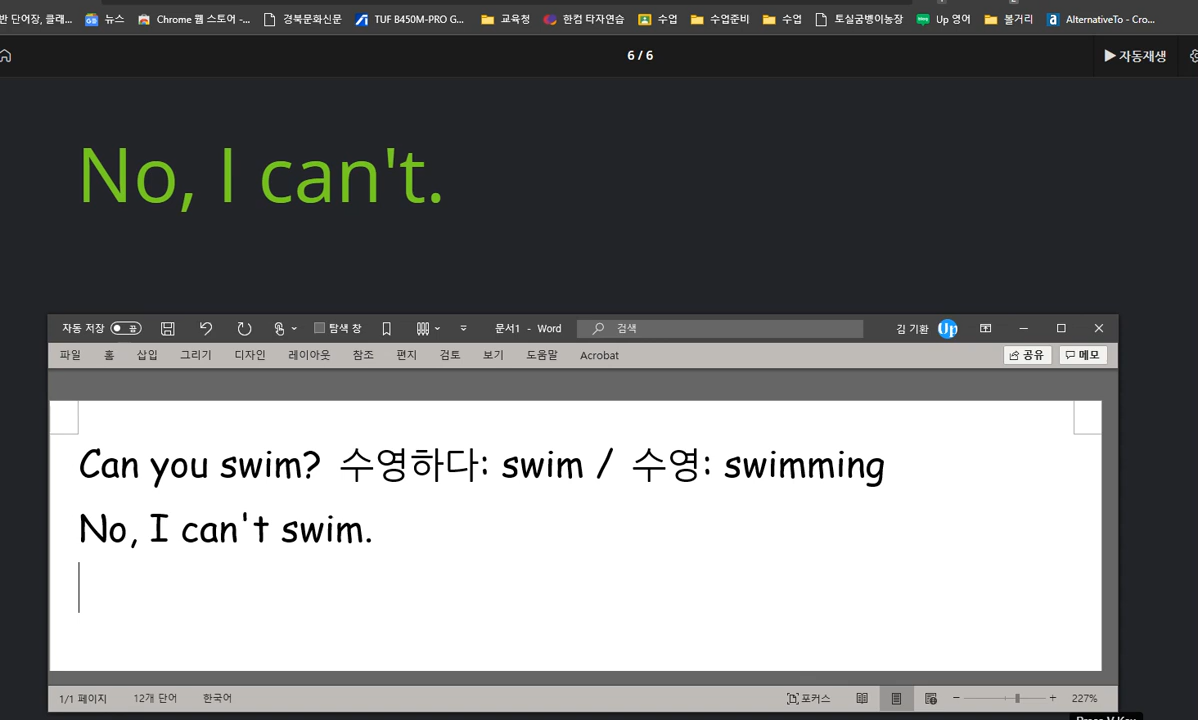 반 단어장, 클래... 뉴스 Chrome 웹 스토어 -... 경북문화신문 TUF B450M-PRO G... 교육청 한컴 타자연습 수업 수업준비 수업 토실굼벵이농장 Up 영어 볼거리 AlternativeTo - Cro...
6 / 6 자동재생
No, I can't.
자동 저장 끔 탐색 창 문서1 - Word 검색 김 기환 Up
파일 홈 삽입 그리기 디자인 레이아웃 참조 편지 검토 보기 도움말 Acrobat 공유 메모
Can you swim? 수영하다: swim / 수영: swimming
No, I can't swim.
1/1 페이지 12개 단어 한국어 포커스 227%